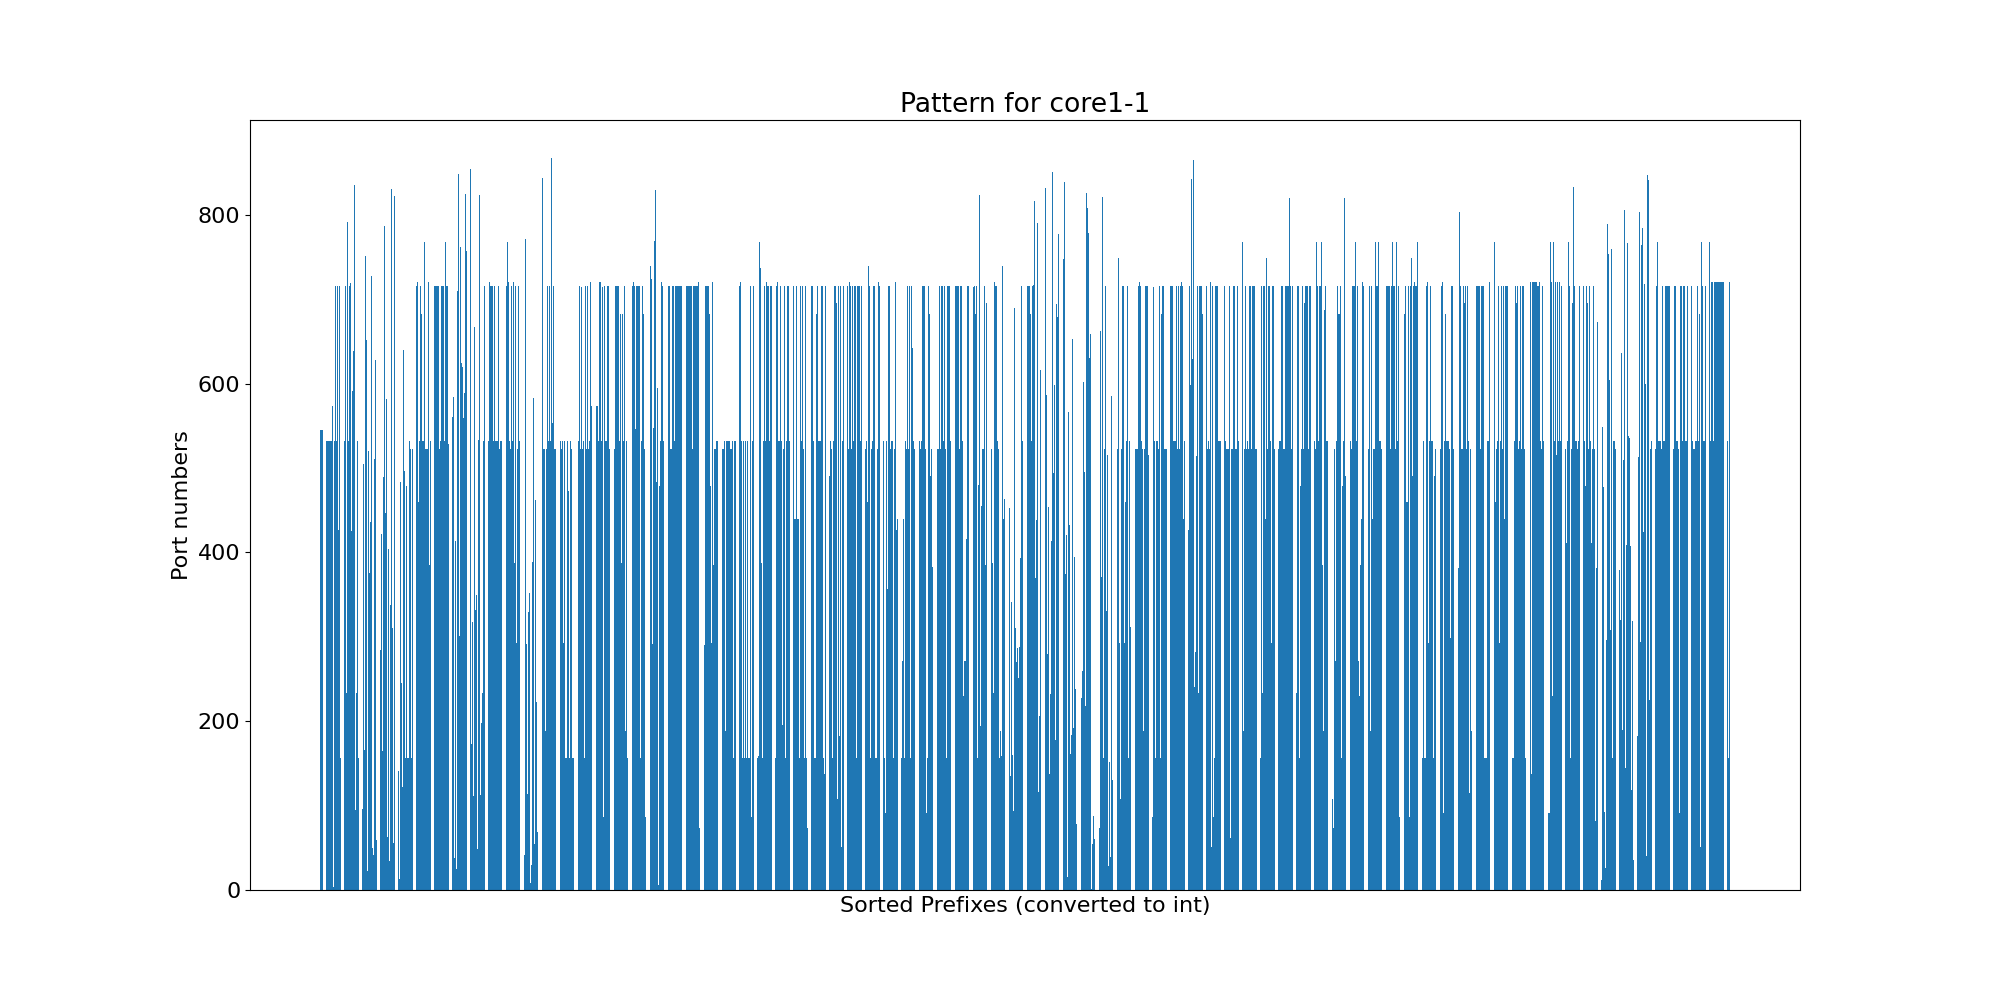 Pattern for core1-1
800
600
400
200
0
Port numbers
Sorted Prefixes (converted to int)